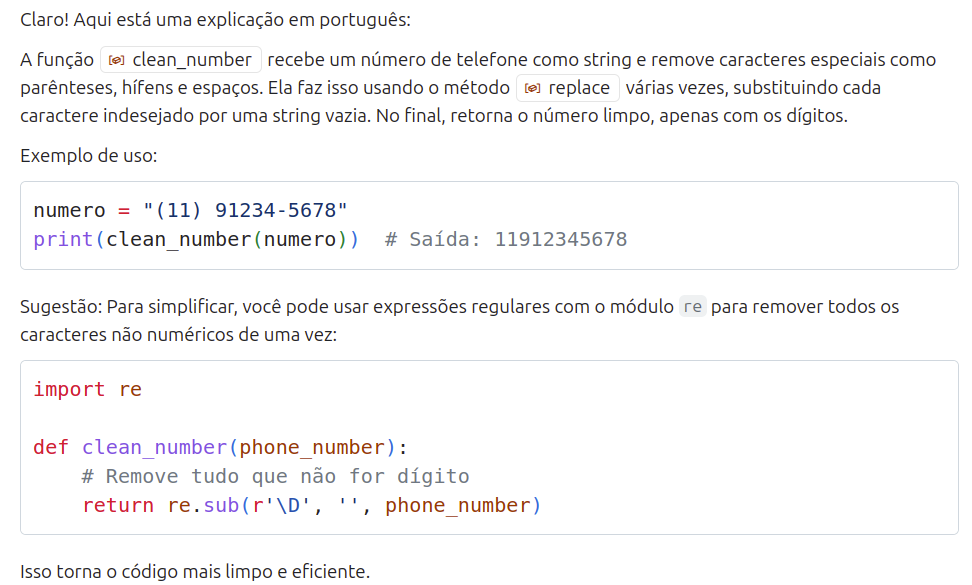 Claro! Aqui está uma explicação em português:
A função clean_number recebe um número de telefone como string e remove caracteres especiais como
parênteses, hífens e espaços. Ela faz isso usando o método replace várias vezes, substituindo cada
caractere indesejado por uma string vazia. No final, retorna o número limpo, apenas com os dígitos.
Exemplo de uso:
numero = "(11) 91234-5678"
print(clean_number(numero))  # Saída: 11912345678
Sugestão: Para simplificar, você pode usar expressões regulares com o módulo re para remover todos os
caracteres não numéricos de uma vez:
import re
def clean_number(phone_number):
    # Remove tudo que não for dígito
    return re.sub(r'\D', '', phone_number)
Isso torna o código mais limpo e eficiente.